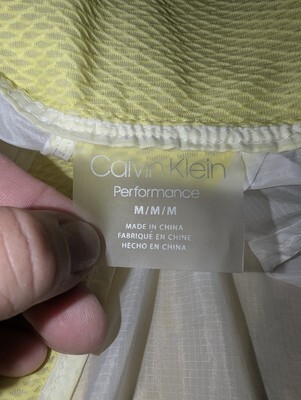 Calvin Klein
Performance
M/M/M
MADE IN CHINA
FABRIQUÉ EN CHINE
HECHO EN CHINA